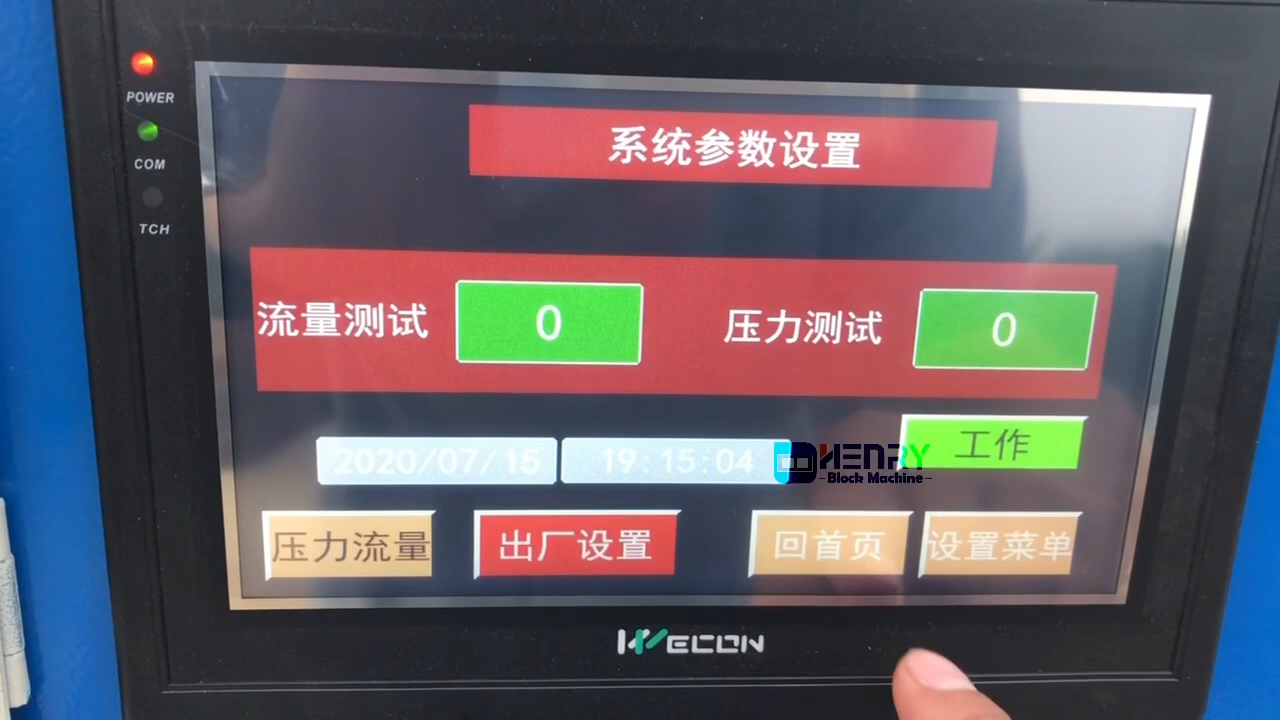 POWER
COM
TCH
系统参数设置
流量测试 0 压力测试 0
工作
2020/07/15 19:15:04
HENRY
-Block Machine-
压力流量 出厂设置 回首页 设置菜单
WECON